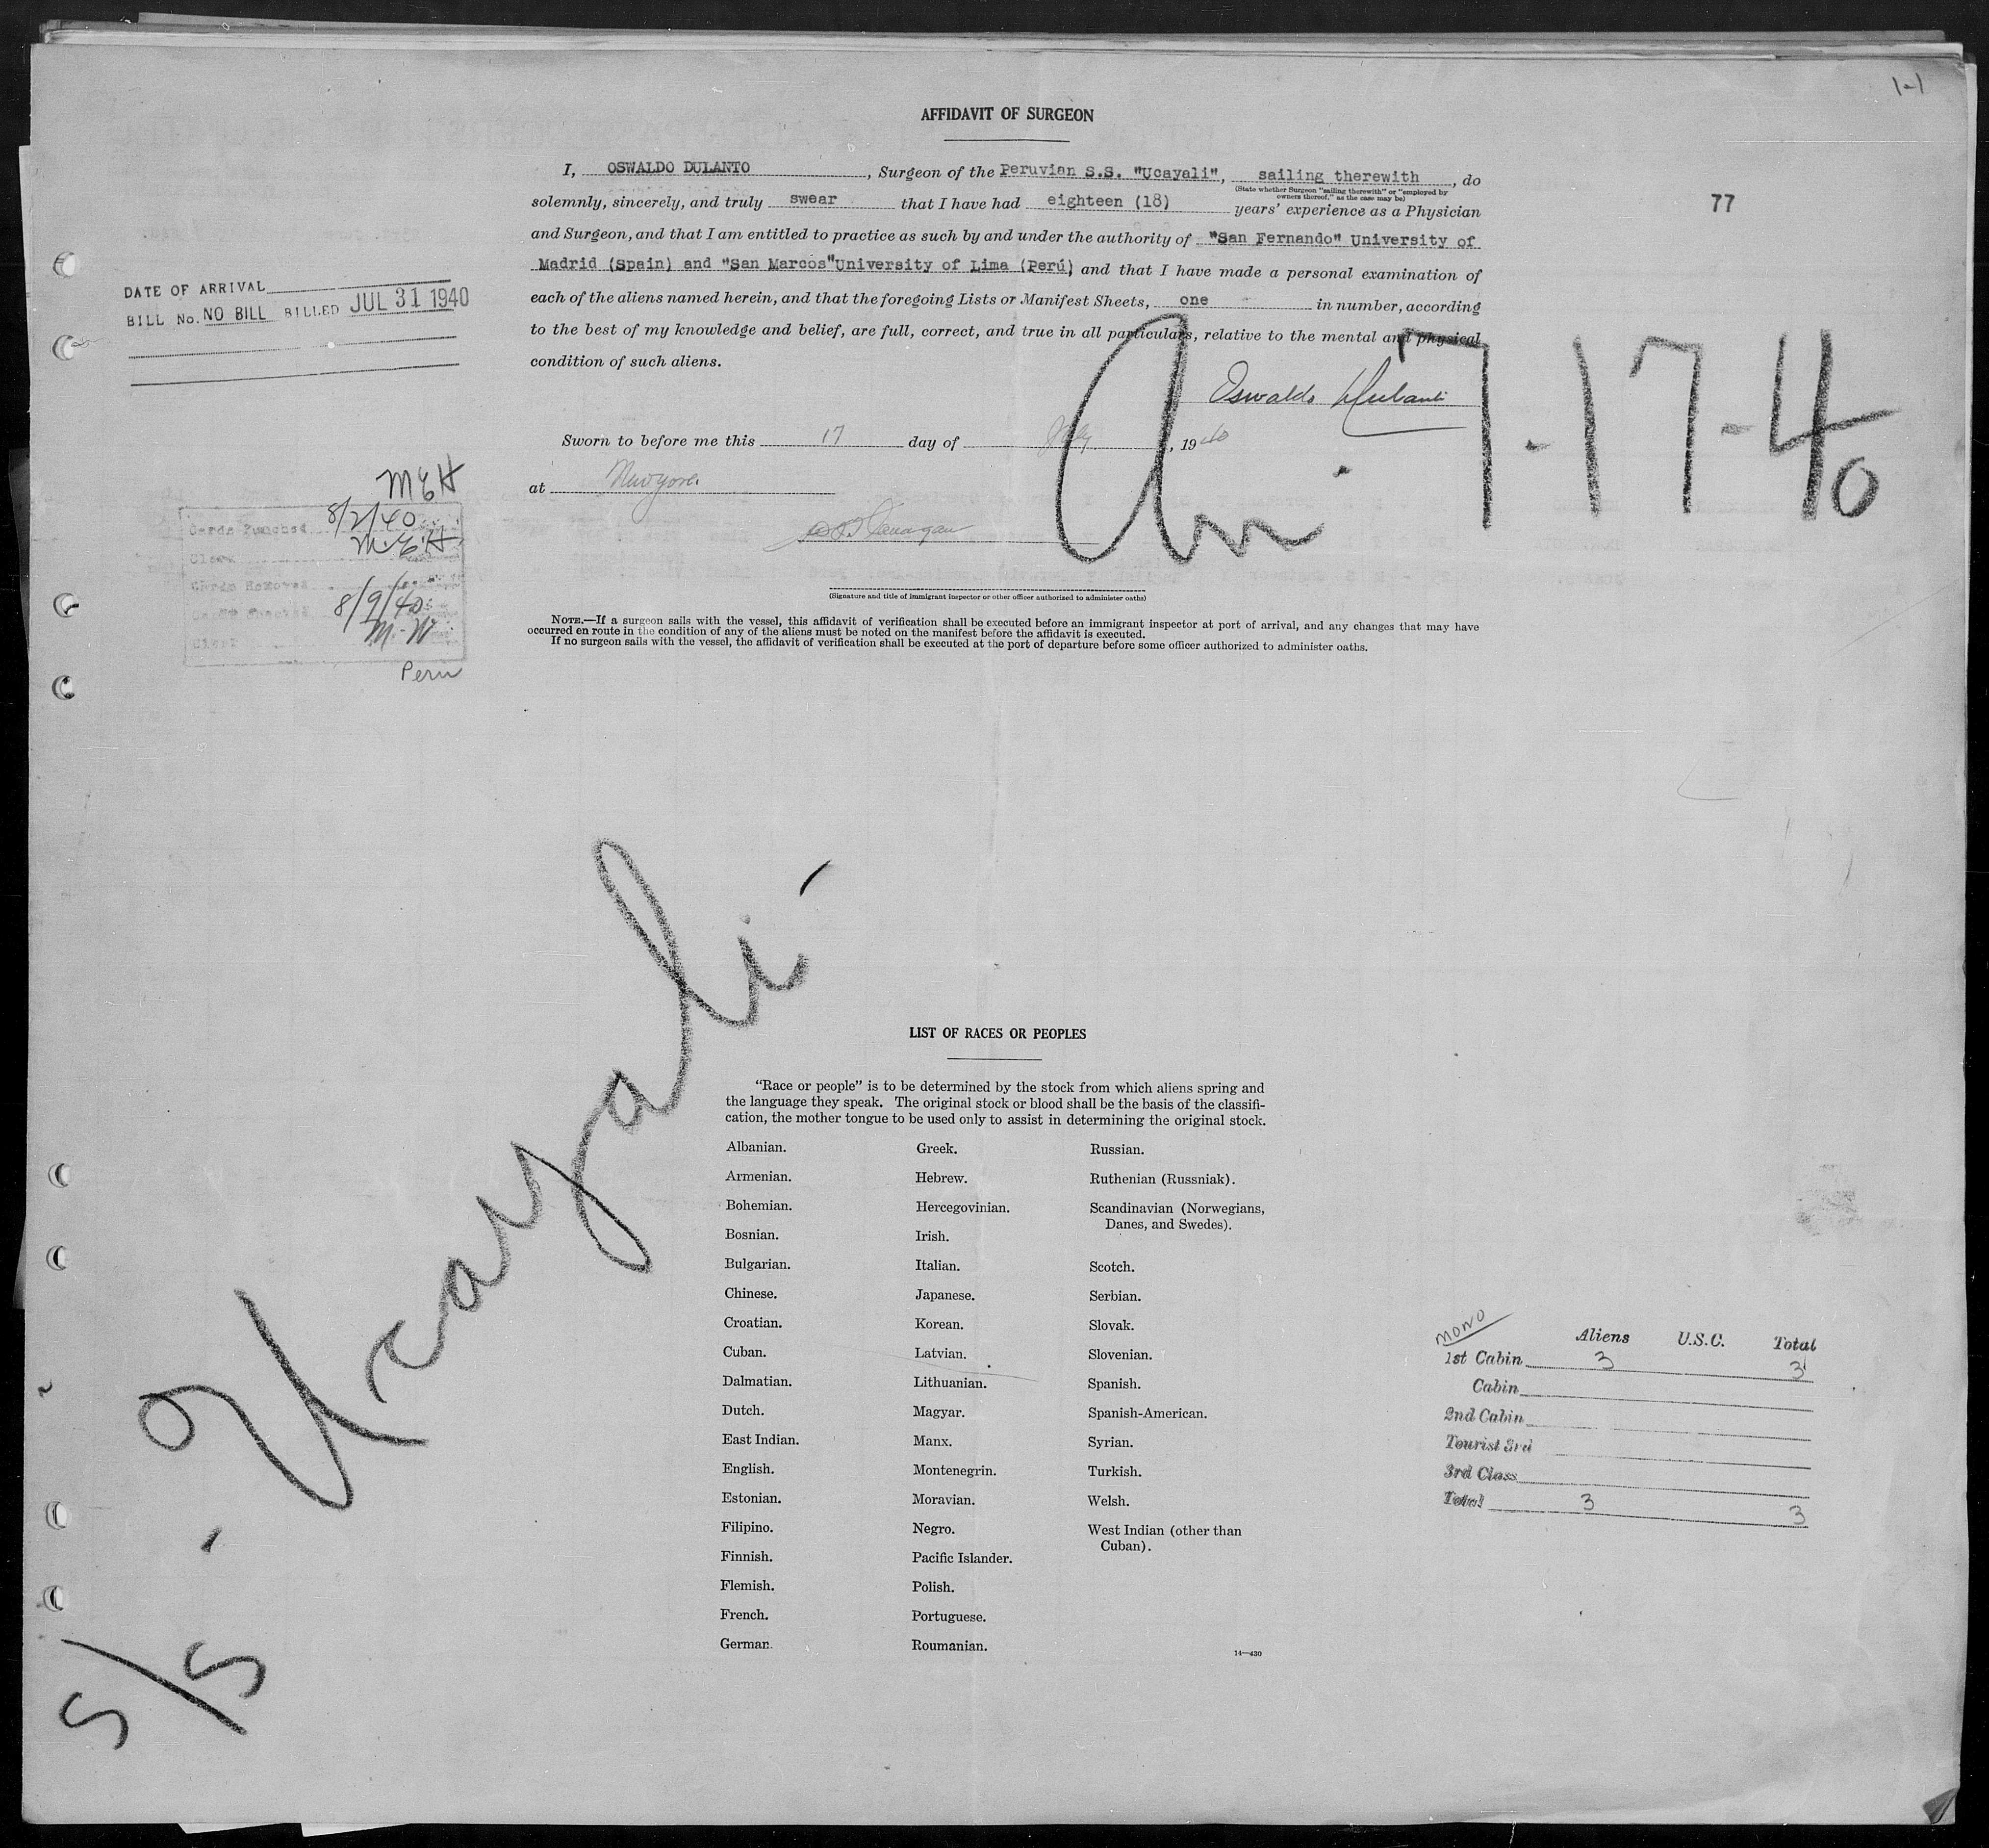 1-1
AFFIDAVIT OF SURGEON
I, OSWALDO DULANTO, Surgeon of the Peruvian S.S. "Ucayali", sailing therewith, do
(State whether Surgeon "sailing therewith" or "employed by owners thereof," as the case may be)
77
solemnly, sincerely, and truly swear that I have had eighteen (18) years' experience as a Physician
and Surgeon, and that I am entitled to practice as such by and under the authority of "San Fernando" University of
Madrid (Spain) and "San Marcos" University of Lima (Perú) and that I have made a personal examination of
each of the aliens named herein, and that the foregoing Lists or Manifest Sheets, one in number, according
to the best of my knowledge and belief, are full, correct, and true in all particulars, relative to the mental and physical
condition of such aliens.
DATE OF ARRIVAL
BILL No. NO BILL BILLED JUL 31 1940
Oswaldo Dulanto
7-17-40
Sworn to before me this 17 day of July, 1940
at New York.
MEH
Cards Punched 8/2/40
Clerk MEH
8/9/40
Clerk M.W
Peru
(Signature and title of immigrant inspector or other officer authorized to administer oaths)
NOTE.—If a surgeon sails with the vessel, this affidavit of verification shall be executed before an immigrant inspector at port of arrival, and any changes that may have
occurred en route in the condition of any of the aliens must be noted on the manifest before the affidavit is executed.
If no surgeon sails with the vessel, the affidavit of verification shall be executed at the port of departure before some officer authorized to administer oaths.
S/S - Ucayali -
LIST OF RACES OR PEOPLES
"Race or people" is to be determined by the stock from which aliens spring and
the language they speak. The original stock or blood shall be the basis of the classifi-
cation, the mother tongue to be used only to assist in determining the original stock.
Albanian.
Armenian.
Bohemian.
Bosnian.
Bulgarian.
Chinese.
Croatian.
Cuban.
Dalmatian.
Dutch.
East Indian.
English.
Estonian.
Filipino.
Finnish.
Flemish.
French.
German.
Greek.
Hebrew.
Hercegovinian.
Irish.
Italian.
Japanese.
Korean.
Latvian.
Lithuanian.
Magyar.
Manx.
Montenegrin.
Moravian.
Negro.
Pacific Islander.
Polish.
Portuguese.
Roumanian.
Russian.
Ruthenian (Russniak).
Scandinavian (Norwegians,
Danes, and Swedes).
Scotch.
Serbian.
Slovak.
Slovenian.
Spanish.
Spanish-American.
Syrian.
Turkish.
Welsh.
West Indian (other than
Cuban).
14—430
MONO
Aliens U.S.C. Total
1st Cabin 3 3
Cabin
2nd Cabin
Tourist 3rd
3rd Class
Total 3 3